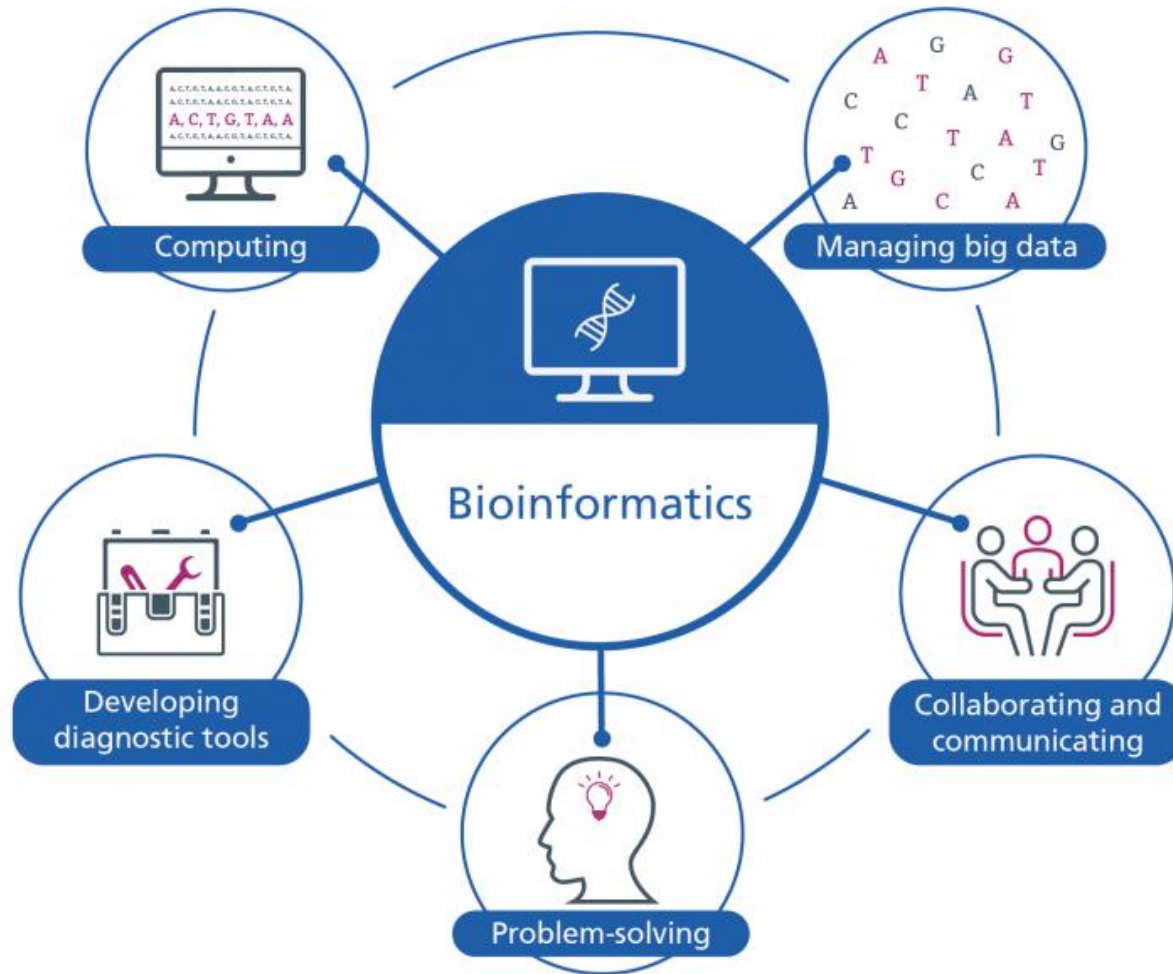 A, C, T, G, T, A, A, C, G, T, A, C, T, G, T, A,
A, C, T, G, T, A, A, C, G, T, A, C, T, G, T, A,
A, C, T, G, T, A, A
A, C, T, G, T, A, A, C, G, T, A, C, T, G, T, A,
Computing
A G G
T A T
C C T A G
T G C T
A C A
Managing big data
Bioinformatics
Developing
diagnostic tools
Collaborating and
communicating
Problem-solving